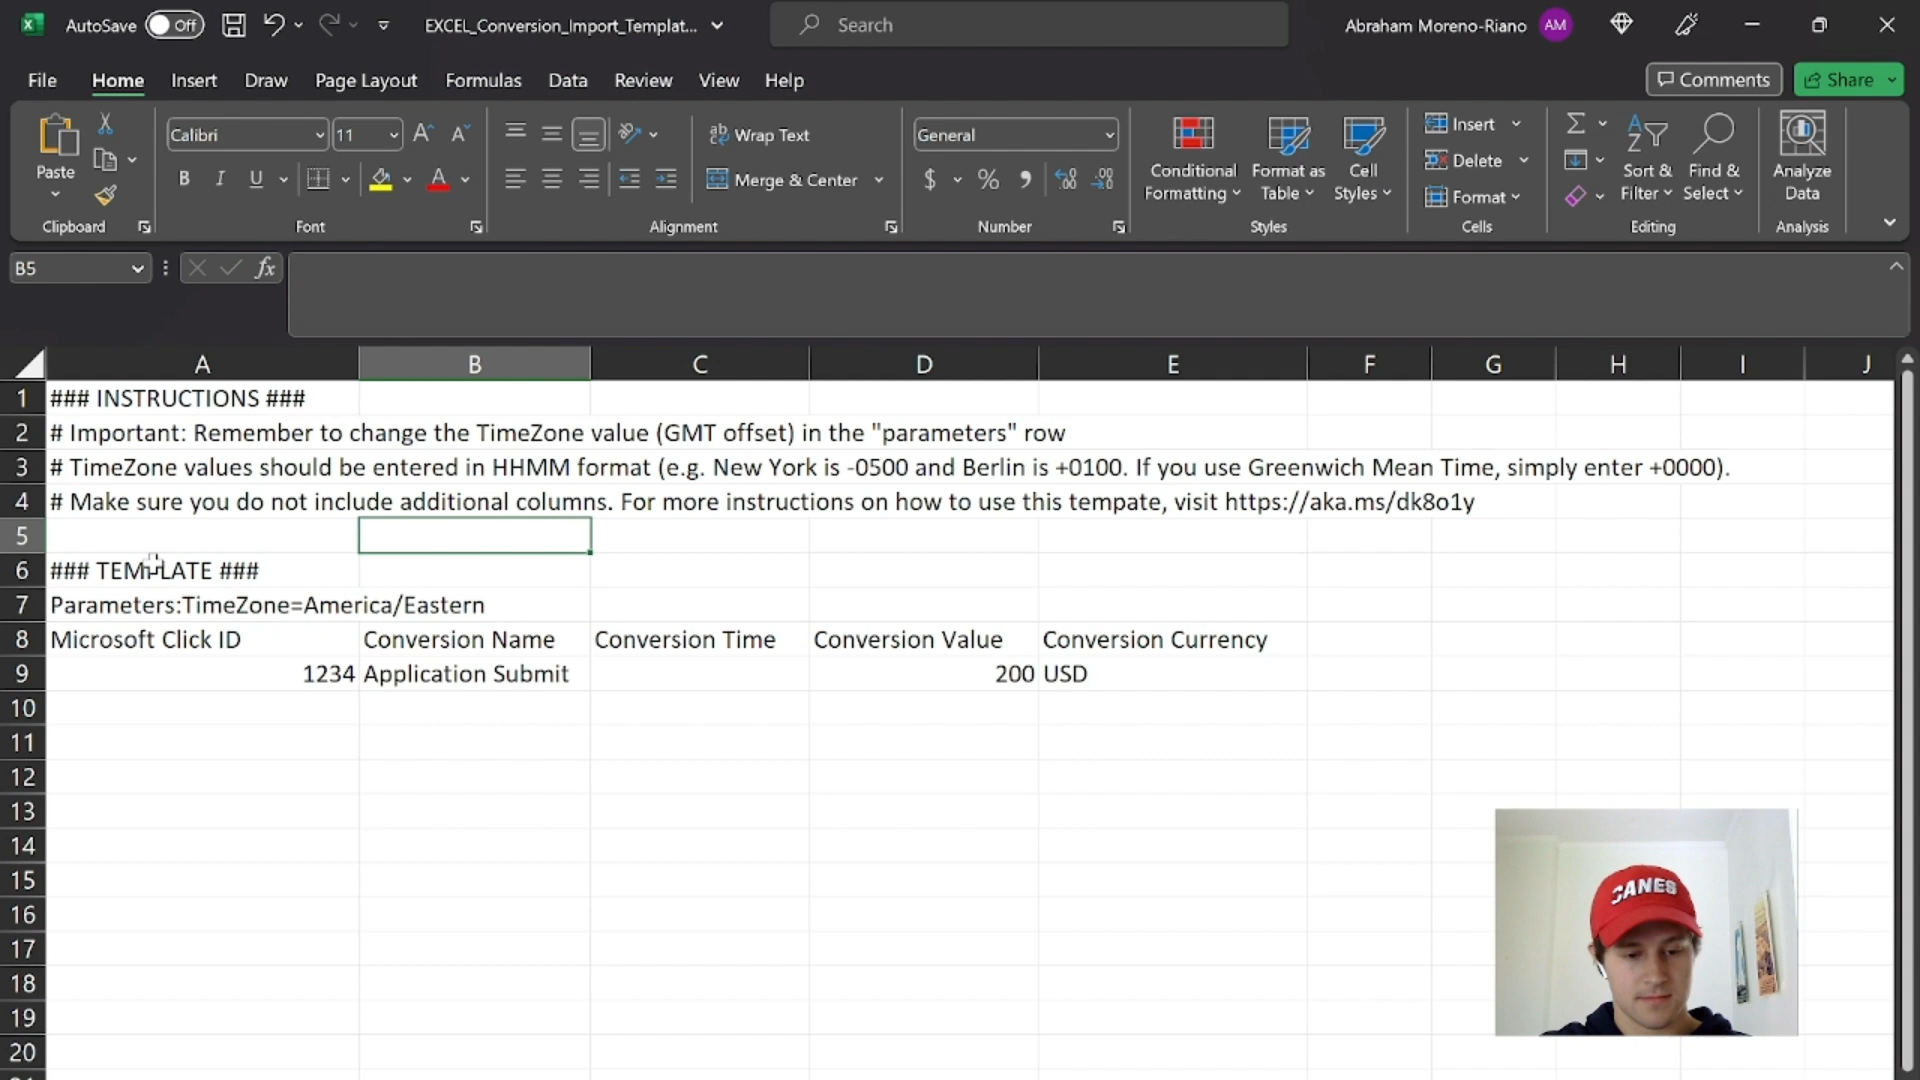 AutoSave Off EXCEL_Conversion_Import_Templat... Search Abraham Moreno-Riano AM
File Home Insert Draw Page Layout Formulas Data Review View Help Comments Share
Paste Calibri 11 A A Wrap Text General Conditional Formatting Format as Table Cell Styles Insert Sort & Filter Find & Select Analyze Data
B I U A Merge & Center $ % Delete
Format
Clipboard Font Alignment Number Styles Cells Editing Analysis
B5 fx
A B C D E F G H I J
1 ### INSTRUCTIONS ###
2 # Important: Remember to change the TimeZone value (GMT offset) in the "parameters" row
3 # TimeZone values should be entered in HHMM format (e.g. New York is -0500 and Berlin is +0100. If you use Greenwich Mean Time, simply enter +0000).
4 # Make sure you do not include additional columns. For more instructions on how to use this tempate, visit https://aka.ms/dk8o1y
5
6 ### TEMPLATE ###
7 Parameters:TimeZone=America/Eastern
8 Microsoft Click ID Conversion Name Conversion Time Conversion Value Conversion Currency
9 1234 Application Submit 200 USD
10
11
12
13
14
15
16
17
18
19
20
CANES